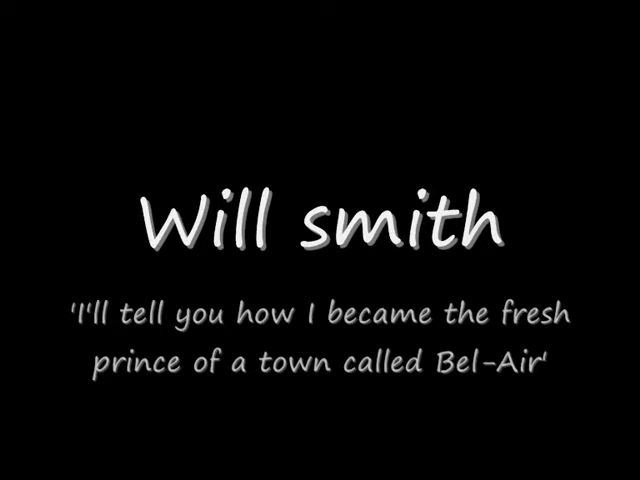 Will smith
'I'll tell you how I became the fresh
prince of a town called Bel-Air'